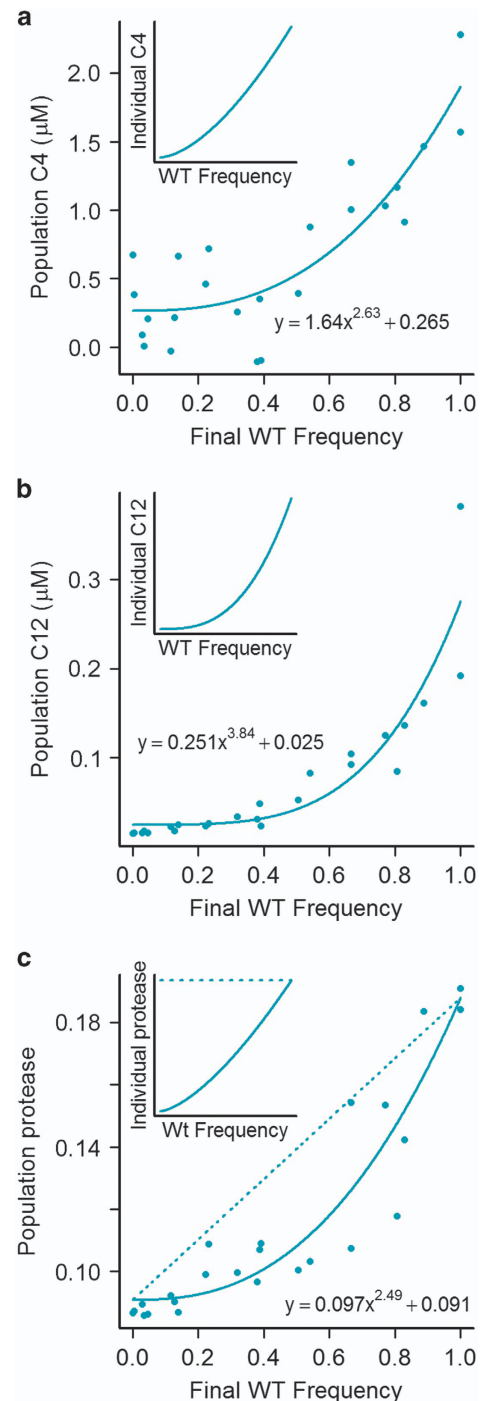 a
Individual C4
WT Frequency
Population C4 (μM)
2.0
1.5
1.0
0.5
0.0
y = 1.64x^2.63 + 0.265
0.0 0.2 0.4 0.6 0.8 1.0
Final WT Frequency
b
Individual C12
WT Frequency
Population C12 (μM)
0.3
0.2
0.1
y = 0.251x^3.84 + 0.025
0.0 0.2 0.4 0.6 0.8 1.0
Final WT Frequency
c
Individual protease
Wt Frequency
Population protease
0.18
0.14
0.10
y = 0.097x^2.49 + 0.091
0.0 0.2 0.4 0.6 0.8 1.0
Final WT Frequency